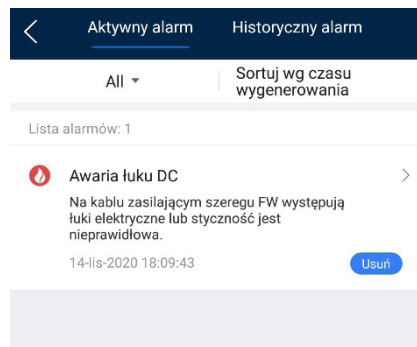 Aktywny alarm Historyczny alarm
All Sortuj wg czasu
wygenerowania
Lista alarmów: 1
Awaria łuku DC
Na kablu zasilającym szeregu FW występują
łuki elektryczne lub styczność jest
nieprawidłowa.
14-lis-2020 18:09:43 Usuń